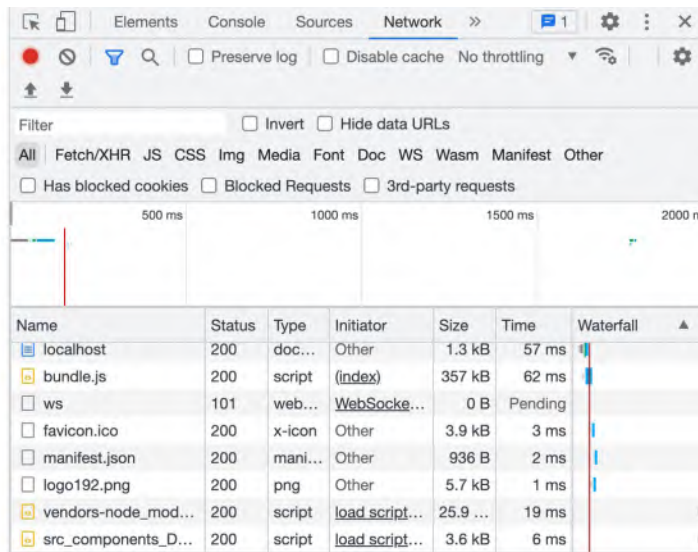 Elements Console Sources Network » 1
Preserve log Disable cache No throttling
Filter Invert Hide data URLs
All Fetch/XHR JS CSS Img Media Font Doc WS Wasm Manifest Other
Has blocked cookies Blocked Requests 3rd-party requests
500 ms 1000 ms 1500 ms 2000 m
Name Status Type Initiator Size Time Waterfall
localhost 200 doc... Other 1.3 kB 57 ms
bundle.js 200 script (index) 357 kB 62 ms
ws 101 web... WebSocke... 0 B Pending
favicon.ico 200 x-icon Other 3.9 kB 3 ms
manifest.json 200 mani... Other 936 B 2 ms
logo192.png 200 png Other 5.7 kB 1 ms
vendors-node_mod... 200 script load script... 25.9 ... 19 ms
src_components_D... 200 script load script... 3.6 kB 6 ms